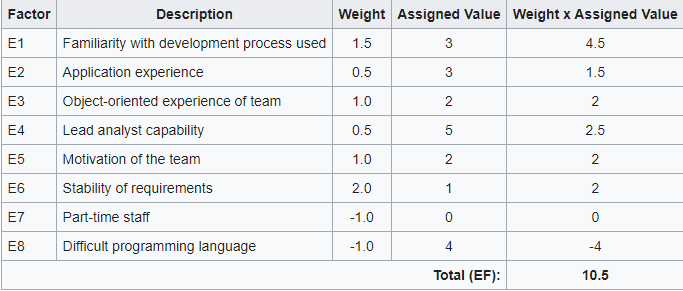 Factor Description Weight Assigned Value Weight x Assigned Value
E1 Familiarity with development process used 1.5 3 4.5
E2 Application experience 0.5 3 1.5
E3 Object-oriented experience of team 1.0 2 2
E4 Lead analyst capability 0.5 5 2.5
E5 Motivation of the team 1.0 2 2
E6 Stability of requirements 2.0 1 2
E7 Part-time staff -1.0 0 0
E8 Difficult programming language -1.0 4 -4
Total (EF): 10.5